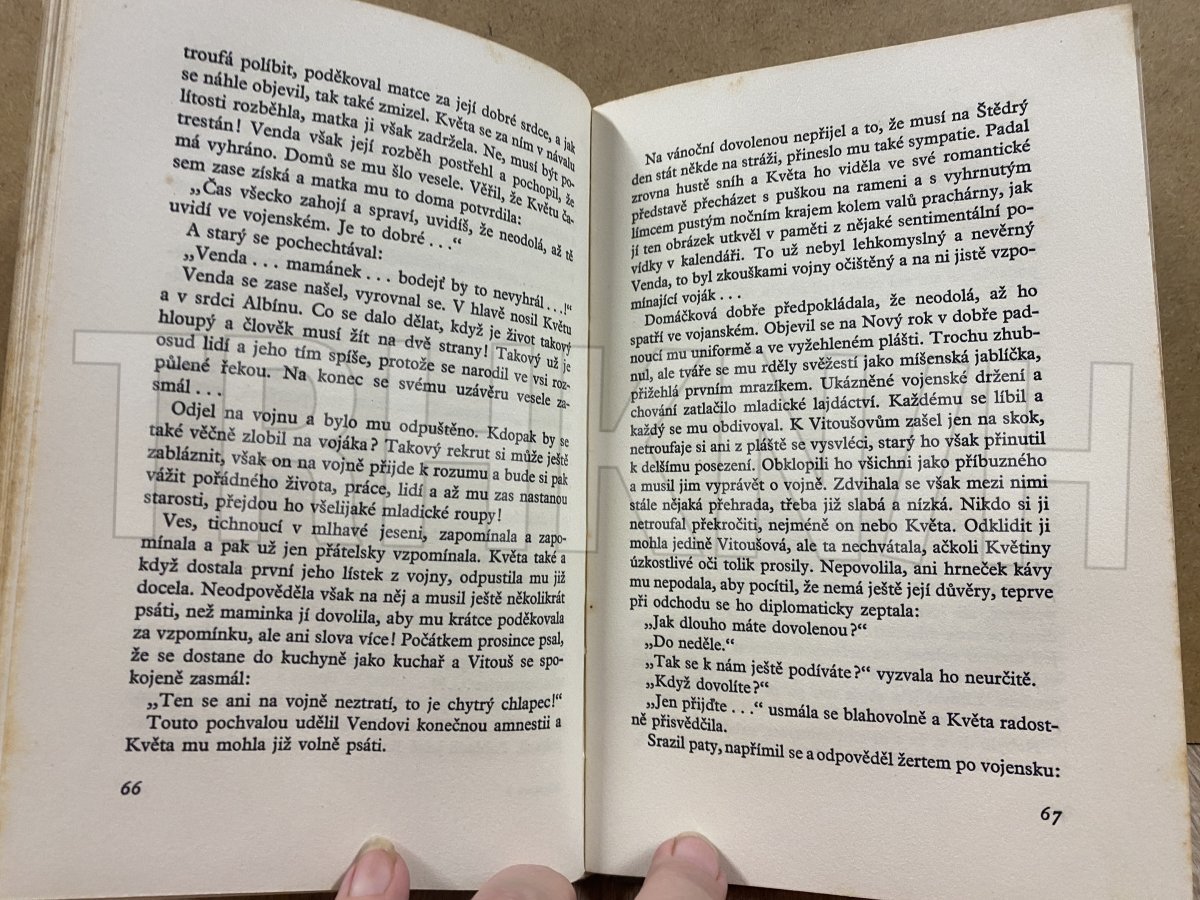 troufá políbit, poděkoval matce za její dobré srdce, a jak
se náhle objevil, tak také zmizel. Květa se za ním v návalu
lítosti rozběhla, matka ji však zadržela. Ne, musí být po-
trestán! Venda však její rozběh postřehl a pochopil, že
má vyhráno. Domů se mu šlo vesele. Věřil, že Květu ča-
sem zase získá a matka mu to doma potvrdila:
„Čas všecko zahojí a spraví, uvidíš, že neodolá, až tě
uvidí ve vojenském. Je to dobré . . .“
A starý se pochechtával:
„Venda . . . mamánek . . . bodejť by to nevyhrál . . .!“
Venda se zase našel, vyrovnal se. V hlavě nosil Květu
a v srdci Albínu. Co se dalo dělat, když je život takový
hloupý a člověk musí žít na dvě strany! Takový už je
osud lidí a jeho tím spíše, protože se narodil ve vsi roz-
půlené řekou. Na konec se svému uzávěru vesele za-
smál . . .
Odjel na vojnu a bylo mu odpuštěno. Kdopak by se
také věčně zlobil na vojáka? Takový rekrut si může ještě
zabláznit, však on na vojně přijde k rozumu a bude si pak
vážit pořádného života, práce, lidí a až mu zas nastanou
starosti, přejdou ho všelijaké mladické roupy!
Ves, tichnoucí v mlhavé jeseni, zapomínala a zapo-
mínala a pak už jen přátelsky vzpomínala. Květa také a
když dostala první jeho lístek z vojny, odpustila mu již
docela. Neodpověděla však na něj a musil ještě několikrát
psáti, než maminka jí dovolila, aby mu krátce poděkovala
za vzpomínku, ale ani slova více! Počátkem prosince psal,
že se dostane do kuchyně jako kuchař a Vitouš se spo-
kojeně zasmál:
„Ten se ani na vojně neztratí, to je chytrý chlapec!“
Touto pochvalou udělil Vendovi konečnou amnestii a
Květa mu mohla již volně psáti.
66
Na vánoční dovolenou nepřijel a to, že musí na Štědrý
den stát někde na stráži, přineslo mu také sympatie. Padal
zrovna hustě sníh a Květa ho viděla ve své romantické
představě přecházet s puškou na rameni a s vyhrnutým
límcem pustým nočním krajem kolem valů prachárny, jak
jí ten obrázek utkvěl v paměti z nějaké sentimentální po-
vídky v kalendáři. To už nebyl lehkomyslný a nevěrný
Venda, to byl zkouškami vojny očištěný a na ni jistě vzpo-
mínající voják . . .
Domáčková dobře předpokládala, že neodolá, až ho
spatří ve vojanském. Objevil se na Nový rok v dobře pad-
noucí mu uniformě a ve vyžehleném plášti. Trochu zhub-
nul, ale tváře se mu rděly svěžestí jako míšenská jablíčka,
přižehlá prvním mrazíkem. Ukázněné vojenské držení a
chování zatlačilo mladické lajdáctví. Každému se líbil a
každý se mu obdivoval. K Vitoušovům zašel jen na skok,
netroufaje si ani z pláště se vysvléci, starý ho však přinutil
k delšímu posezení. Obklopili ho všichni jako příbuzného
a musil jim vyprávět o vojně. Zdvihala se však mezi nimi
stále nějaká přehrada, třeba již slabá a nízká. Nikdo si ji
netroufal překročiti, nejméně on nebo Květa. Odklidit ji
mohla jedině Vitoušová, ale ta nechvátala, ačkoli Květiny
úzkostlivé oči tolik prosily. Nepovolila, ani hrneček kávy
mu nepodala, aby pocítil, že nemá ještě její důvěry, teprve
při odchodu se ho diplomaticky zeptala:
„Jak dlouho máte dovolenou?“
„Do neděle.“
„Tak se k nám ještě podíváte?“ vyzvala ho neurčitě.
„Když dovolíte?“
„Jen přijďte . . .“ usmála se blahovolně a Květa radost-
ně přisvědčila.
Srazil paty, napřímil se a odpověděl žertem po vojensku:
67